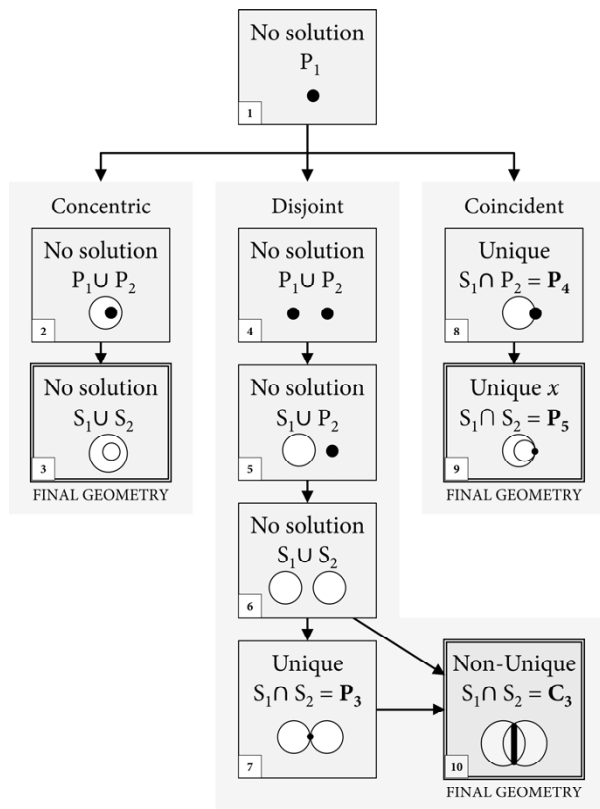 No solution
P₁
1
Concentric
No solution
P₁∪ P₂
2
No solution
S₁∪ S₂
3
FINAL GEOMETRY
Disjoint
No solution
P₁∪ P₂
4
No solution
S₁∪ P₂
5
No solution
S₁∪ S₂
6
Unique
S₁∩ S₂ = P₃
7
Coincident
Unique
S₁∩ P₂ = P₄
8
Unique x
S₁∩ S₂ = P₅
9
FINAL GEOMETRY
Non-Unique
S₁∩ S₂ = C₃
10
FINAL GEOMETRY